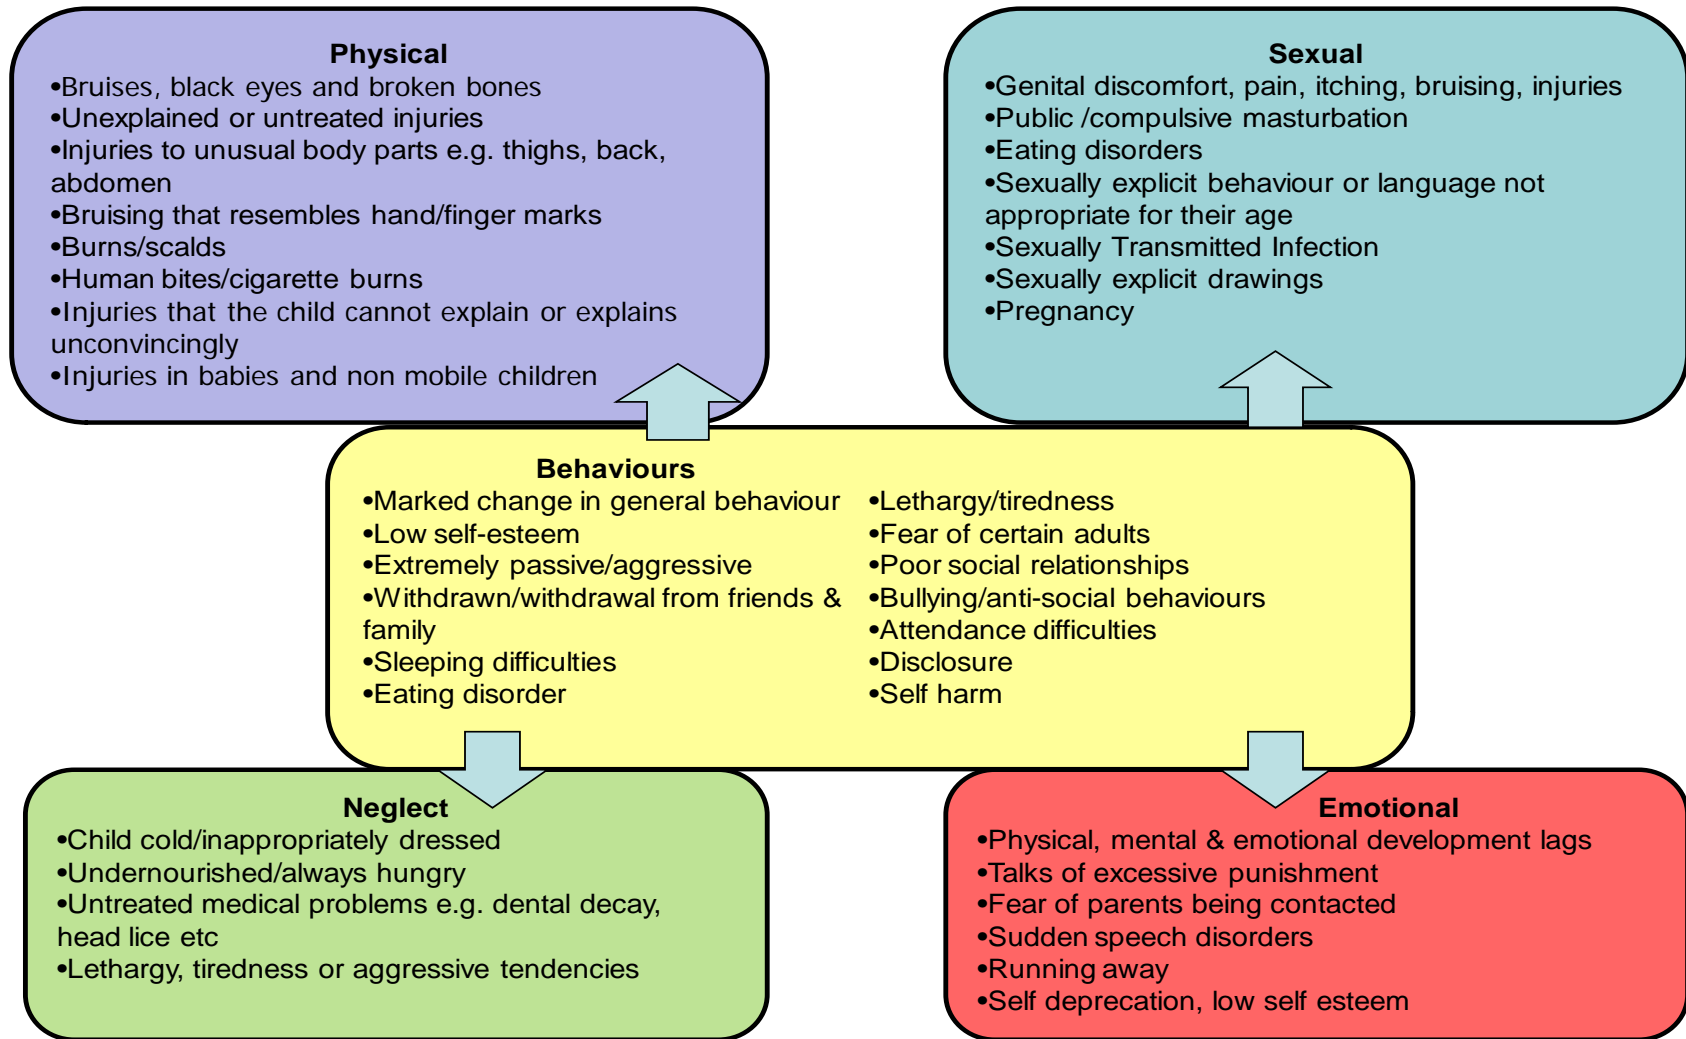 Physical
•Bruises, black eyes and broken bones
•Unexplained or untreated injuries
•Injuries to unusual body parts e.g. thighs, back,
abdomen
•Bruising that resembles hand/finger marks
•Burns/scalds
•Human bites/cigarette burns
•Injuries that the child cannot explain or explains
unconvincingly
•Injuries in babies and non mobile children
Sexual
•Genital discomfort, pain, itching, bruising, injuries
•Public /compulsive masturbation
•Eating disorders
•Sexually explicit behaviour or language not
appropriate for their age
•Sexually Transmitted Infection
•Sexually explicit drawings
•Pregnancy
Behaviours
•Marked change in general behaviour
•Low self-esteem
•Extremely passive/aggressive
•Withdrawn/withdrawal from friends &
family
•Sleeping difficulties
•Eating disorder
•Lethargy/tiredness
•Fear of certain adults
•Poor social relationships
•Bullying/anti-social behaviours
•Attendance difficulties
•Disclosure
•Self harm
Neglect
•Child cold/inappropriately dressed
•Undernourished/always hungry
•Untreated medical problems e.g. dental decay,
head lice etc
•Lethargy, tiredness or aggressive tendencies
Emotional
•Physical, mental & emotional development lags
•Talks of excessive punishment
•Fear of parents being contacted
•Sudden speech disorders
•Running away
•Self deprecation, low self esteem